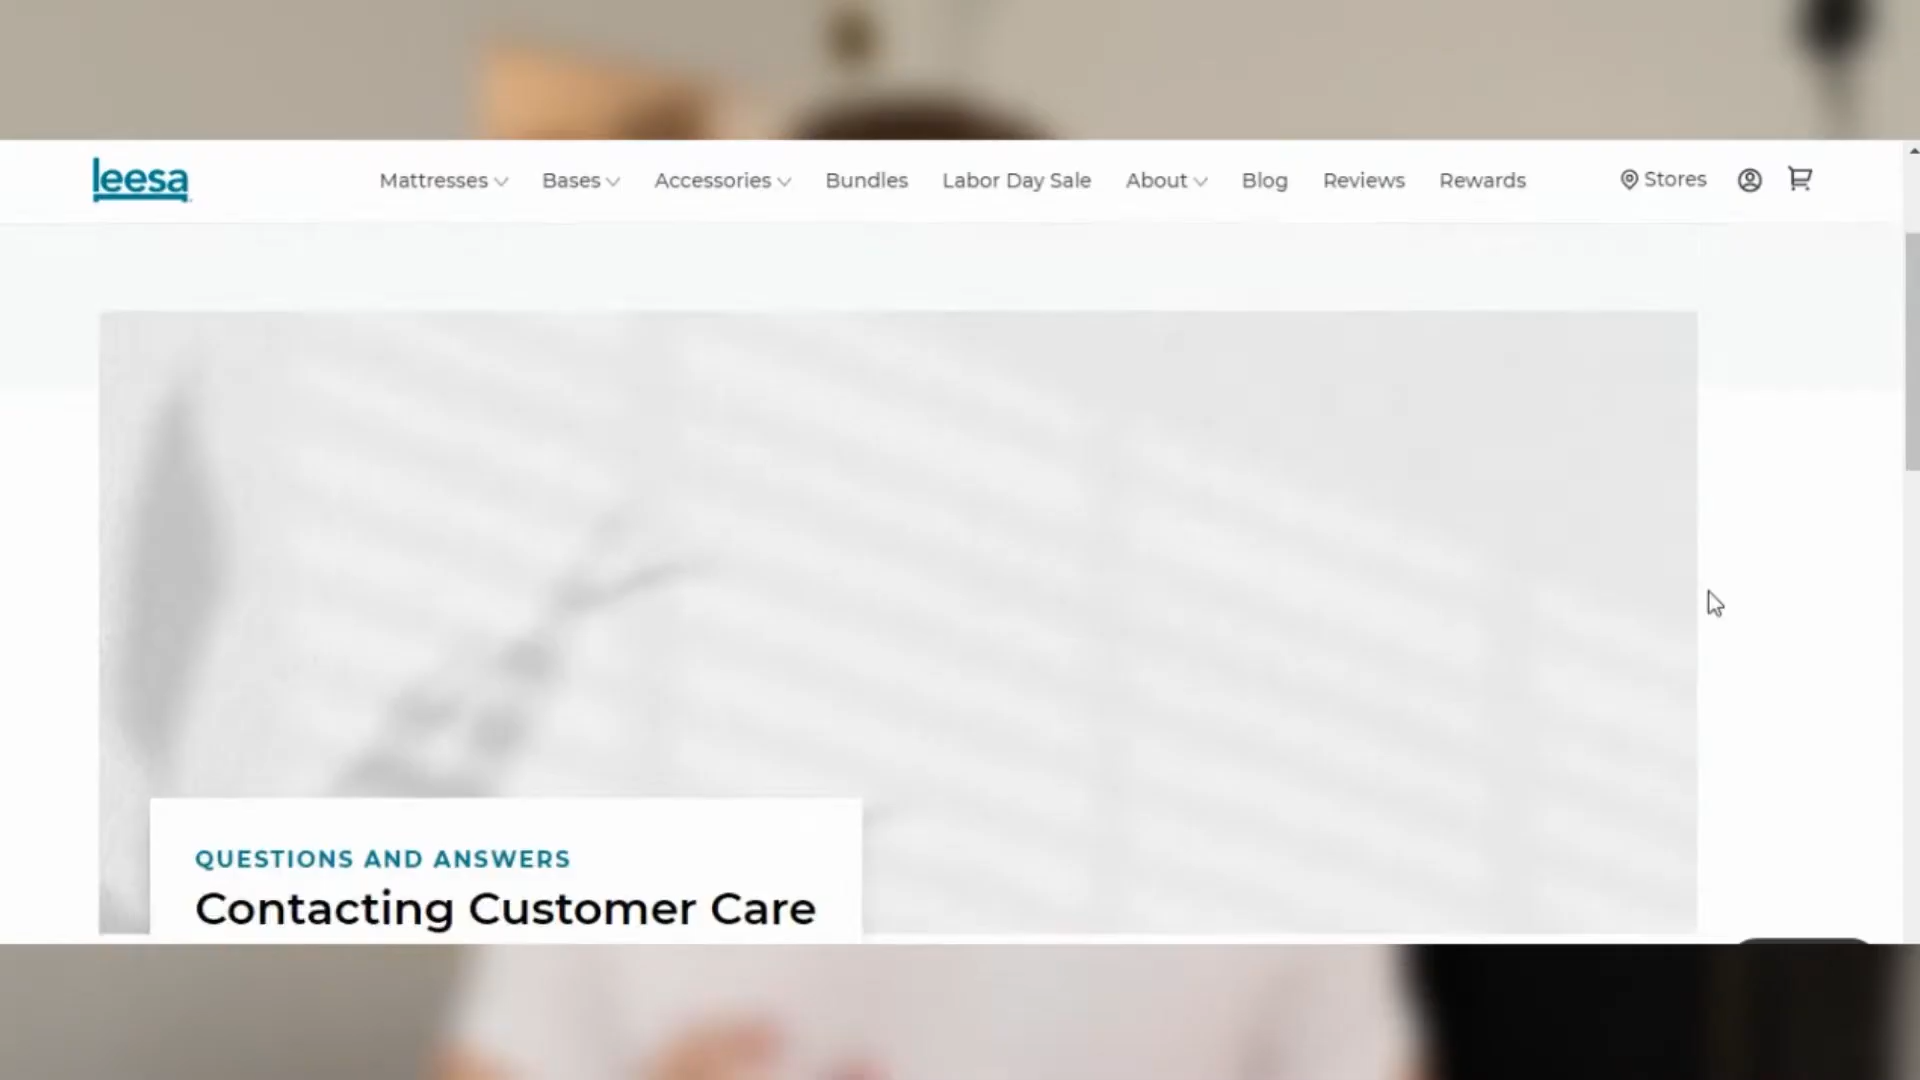 leesa
Mattresses Bases Accessories Bundles Labor Day Sale About Blog Reviews Rewards Stores
QUESTIONS AND ANSWERS
Contacting Customer Care